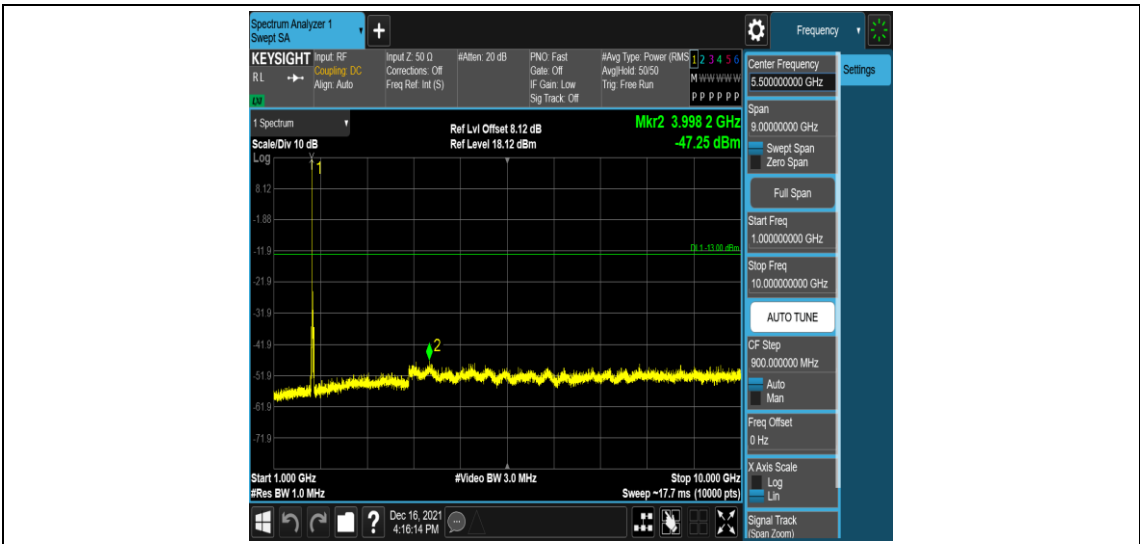 Spectrum Analyzer 1
Swept SA
+
Frequency
KEYSIGHT
RL
LXI
Input: RF
Coupling: DC
Align: Auto
Input Z: 50 Ω
Corrections: Off
Freq Ref: Int (S)
#Atten: 20 dB
PNO: Fast
Gate: Off
IF Gain: Low
Sig Track: Off
#Avg Type: Power (RMS
Avg|Hold: 50/50
Trig: Free Run
1 2 3 4 5 6
M W W W W W
P P P P P P
1 Spectrum
Scale/Div 10 dB
Log
Ref Lvl Offset 8.12 dB
Ref Level 18.12 dBm
Mkr2 3.998 2 GHz
-47.25 dBm
1
8.12
-1.88
-11.9
DL1 -13.00 dBm
-21.9
-31.9
-41.9
2
-51.9
-61.9
-71.9
Start 1.000 GHz
#Res BW 1.0 MHz
#Video BW 3.0 MHz
Stop 10.000 GHz
Sweep ~17.7 ms (10000 pts)
?
Dec 16, 2021
4:16:14 PM
Center Frequency
5.500000000 GHz
Settings
Span
9.00000000 GHz
Swept Span
Zero Span
Full Span
Start Freq
1.000000000 GHz
Stop Freq
10.000000000 GHz
AUTO TUNE
CF Step
900.000000 MHz
Auto
Man
Freq Offset
0 Hz
X Axis Scale
Log
Lin
Signal Track
(Span Zoom)